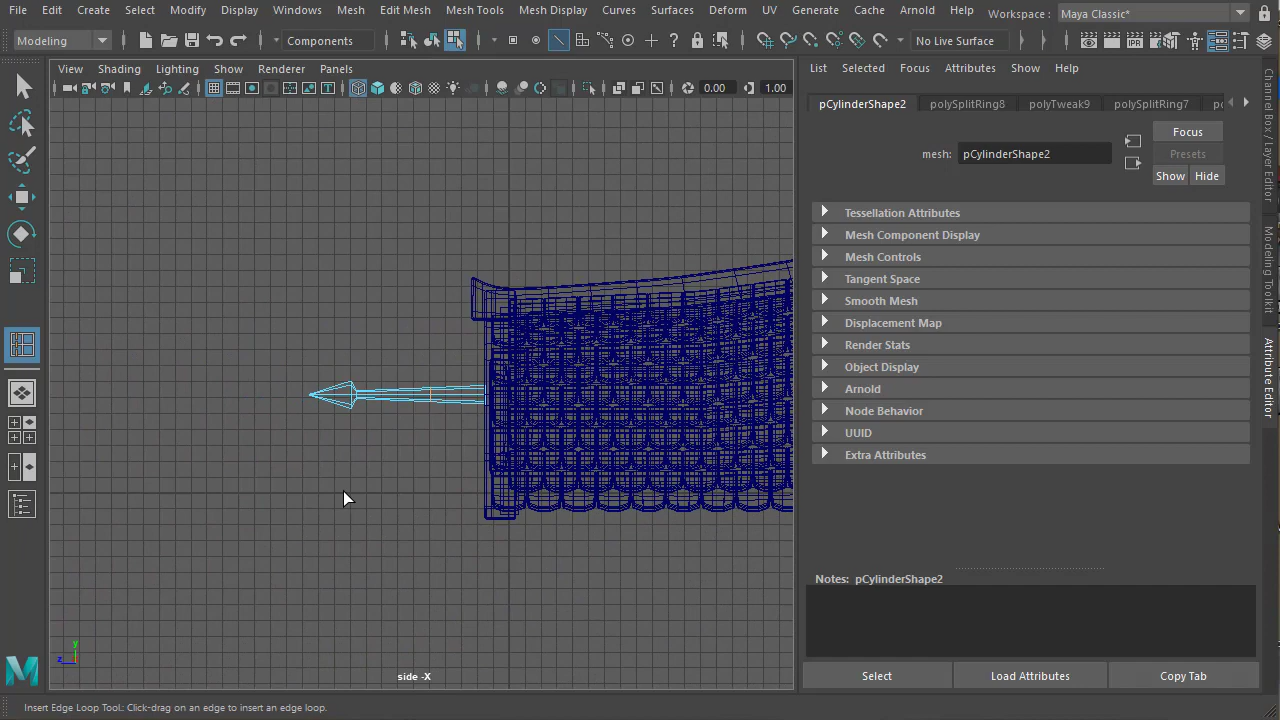 File Edit Create Select Modify Display Windows Mesh Edit Mesh Mesh Tools Mesh Display Curves Surfaces Deform UV Generate Cache Arnold Help Workspace : Maya Classic*
Modeling Components No Live Surface
View Shading Lighting Show Renderer Panels
0.00 1.00
List Selected Focus Attributes Show Help
pCylinderShape2 polySplitRing8 polyTweak9 polySplitRing7
Focus
mesh: pCylinderShape2
Presets
Show Hide
Tessellation Attributes
Mesh Component Display
Mesh Controls
Tangent Space
Smooth Mesh
Displacement Map
Render Stats
Object Display
Arnold
Node Behavior
UUID
Extra Attributes
Notes: pCylinderShape2
Select Load Attributes Copy Tab
Channel Box / Layer Editor
Modeling Toolkit
Attribute Editor
y
z
side -X
Insert Edge Loop Tool: Click-drag on an edge to insert an edge loop.